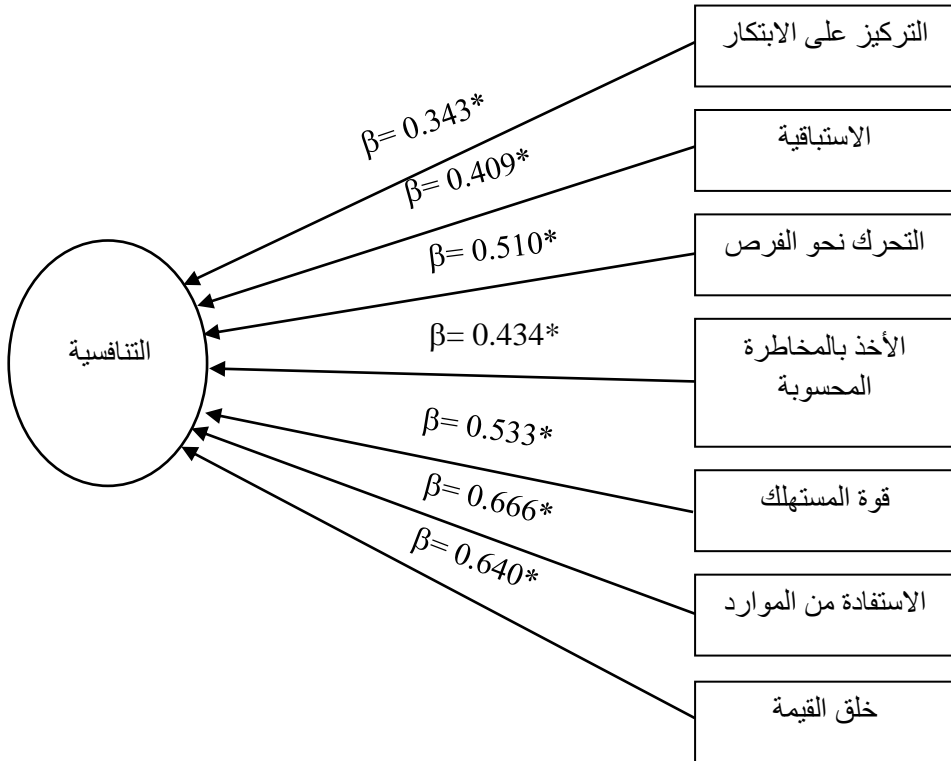 التركيز على الابتكار
β= 0.343*
الاستباقية
β= 0.409*
التحرك نحو الفرص
β= 0.510*
الأخذ بالمخاطرة
المحسوبة
β= 0.434*
التنافسية
قوة المستهلك
β= 0.533*
الاستفادة من الموارد
β= 0.666*
خلق القيمة
β= 0.640*